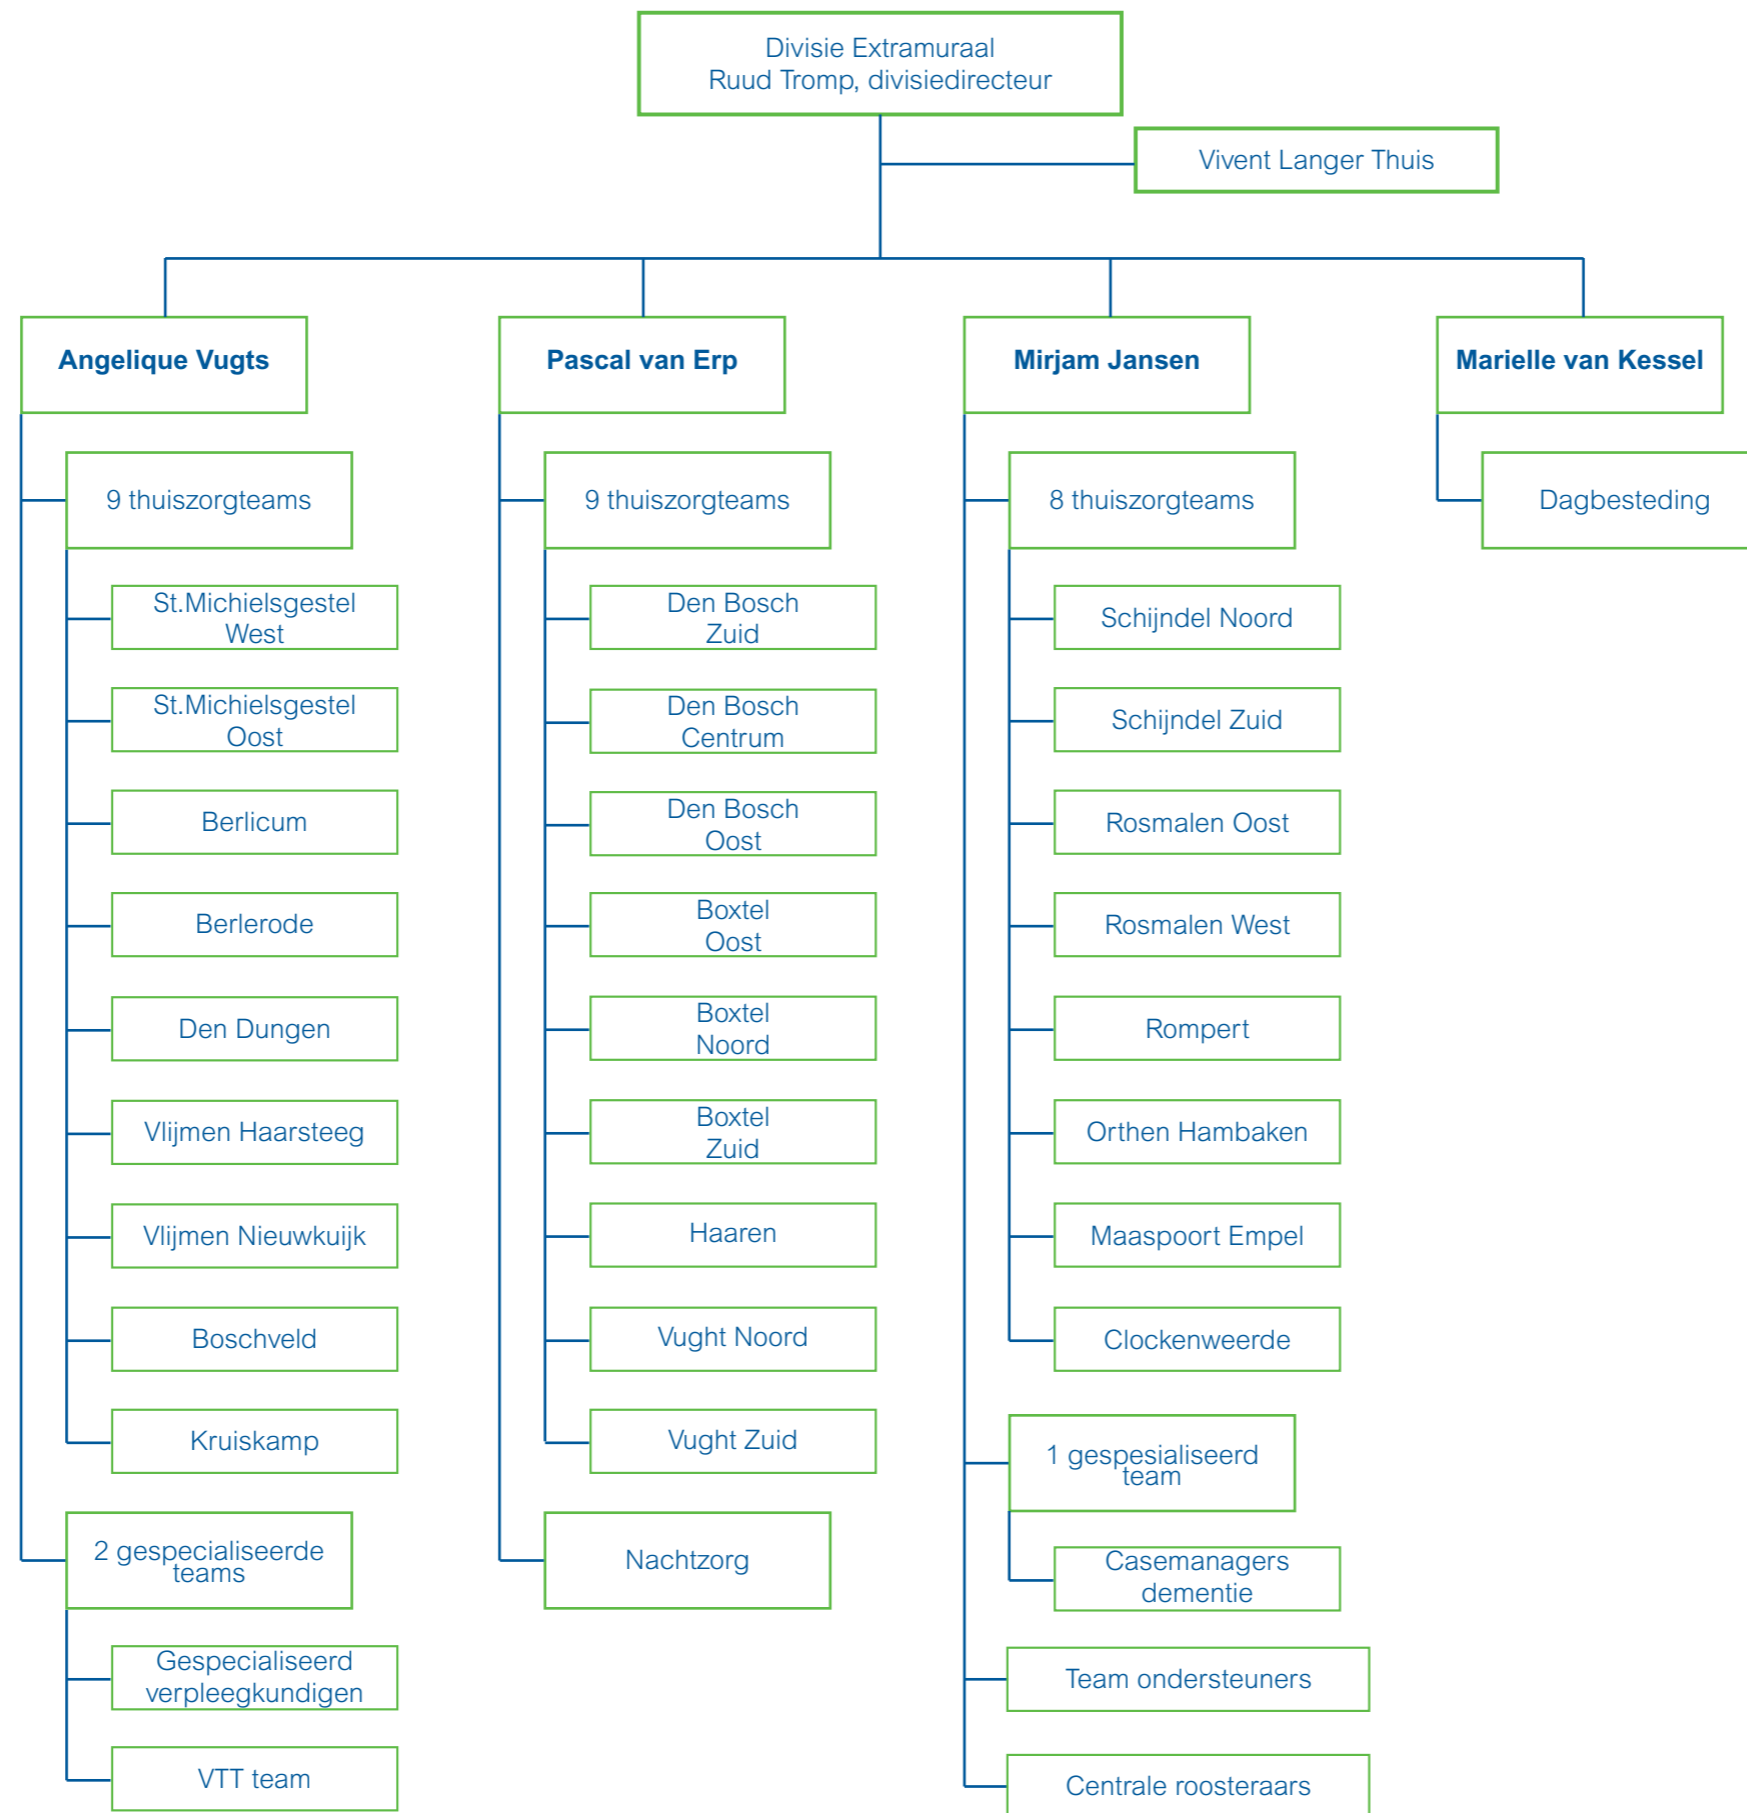 Divisie Extramuraal
Ruud Tromp, divisiedirecteur
Vivent Langer Thuis
Angelique Vugts
9 thuiszorgteams
St.Michielsgestel
West
St.Michielsgestel
Oost
Berlicum
Berlerode
Den Dungen
Vlijmen Haarsteeg
Vlijmen Nieuwkuijk
Boschveld
Kruiskamp
2 gespecialiseerde
teams
Gespecialiseerd
verpleegkundigen
VTT team
Pascal van Erp
9 thuiszorgteams
Den Bosch
Zuid
Den Bosch
Centrum
Den Bosch
Oost
Boxtel
Oost
Boxtel
Noord
Boxtel
Zuid
Haaren
Vught Noord
Vught Zuid
Nachtzorg
Mirjam Jansen
8 thuiszorgteams
Schijndel Noord
Schijndel Zuid
Rosmalen Oost
Rosmalen West
Rompert
Orthen Hambaken
Maaspoort Empel
Clockenweerde
1 gespesialiseerd
team
Casemanagers
dementie
Team ondersteuners
Centrale roosteraars
Marielle van Kessel
Dagbesteding